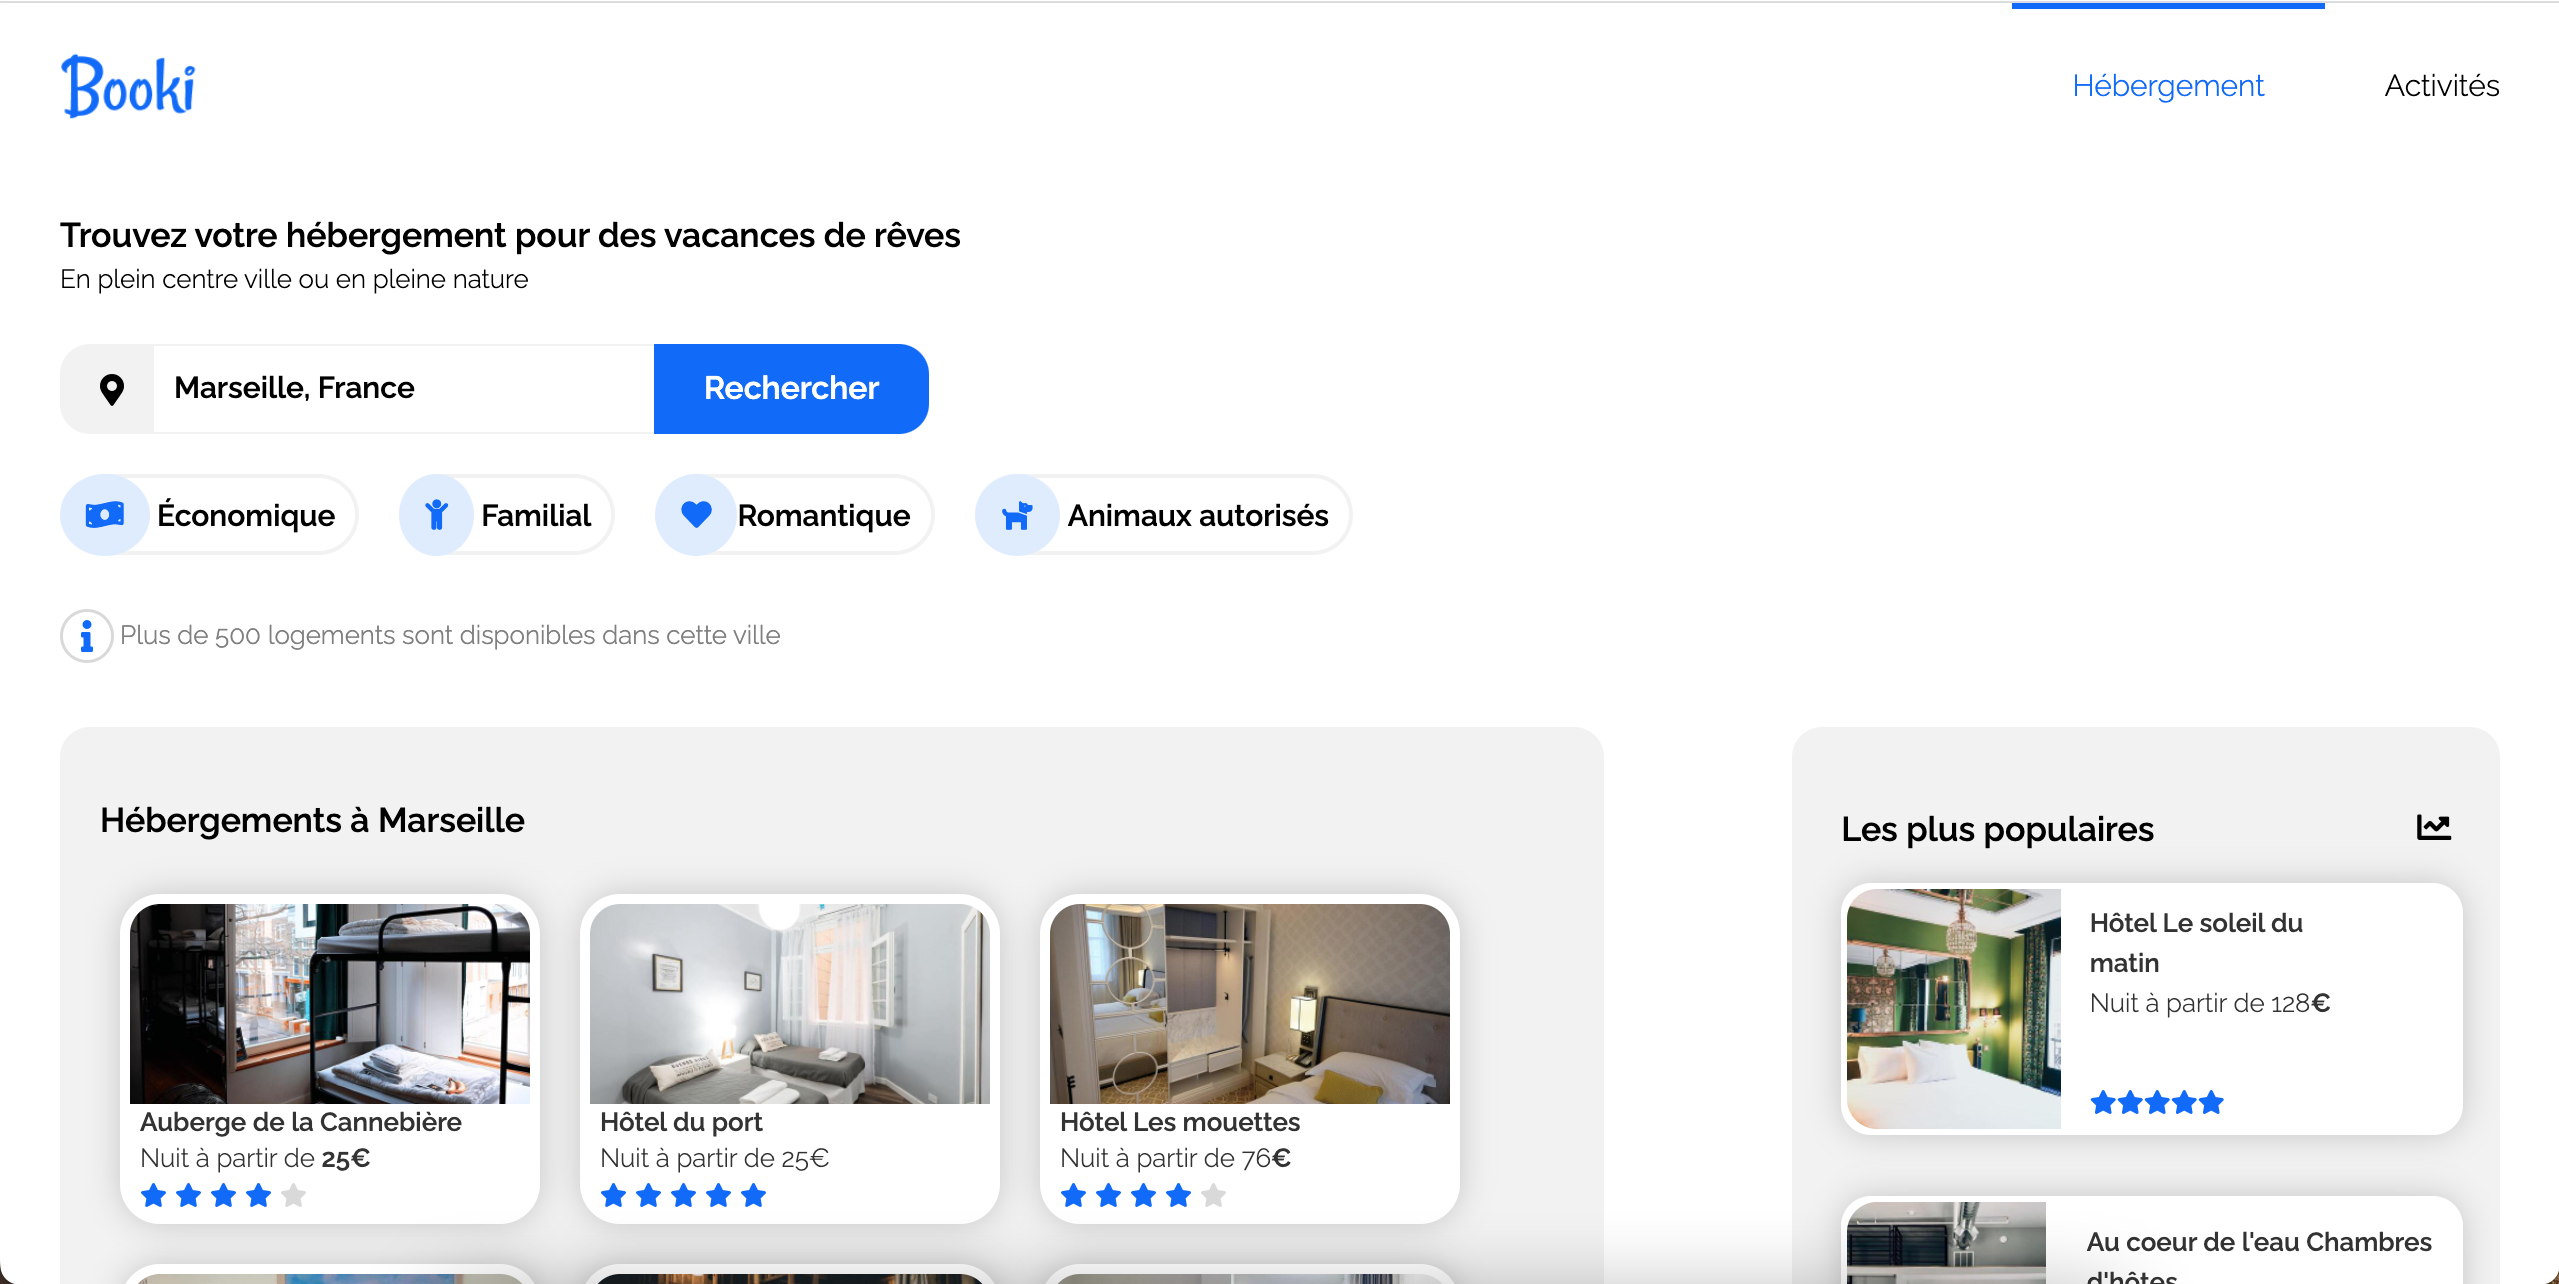 Booki
Hébergement
Activités
Trouvez votre hébergement pour des vacances de rêves
En plein centre ville ou en pleine nature
Marseille, France
Rechercher
Économique
Familial
Romantique
Animaux autorisés
Plus de 500 logements sont disponibles dans cette ville
Hébergements à Marseille
Auberge de la Cannebière
Nuit à partir de 25€
Hôtel du port
Nuit à partir de 25€
Hôtel Les mouettes
Nuit à partir de 76€
Les plus populaires
Hôtel Le soleil du
matin
Nuit à partir de 128€
Au coeur de l'eau Chambres
d'hôtes